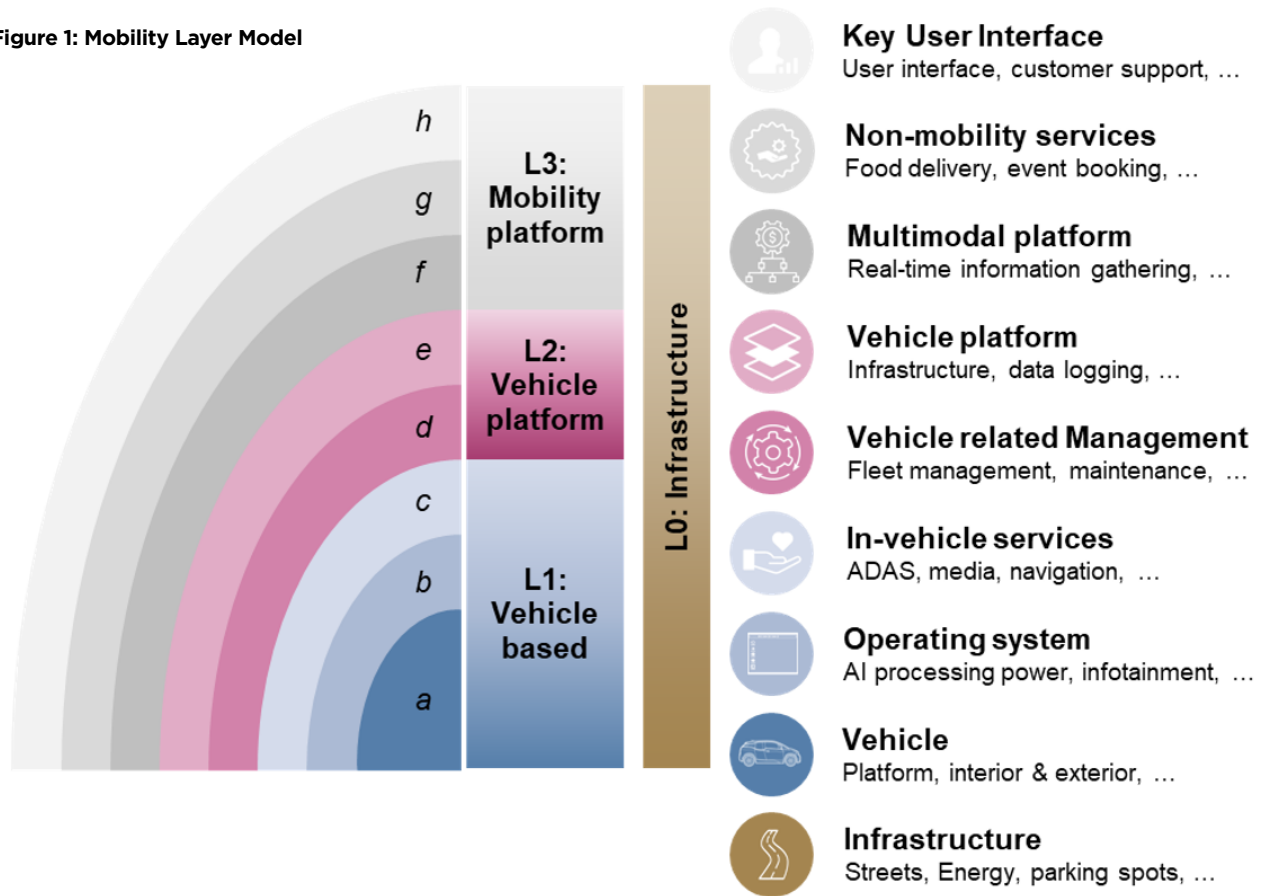 Figure 1: Mobility Layer Model
h
g
f
e
d
c
b
a
L3:
Mobility
platform
L2:
Vehicle
platform
L1:
Vehicle
based
L0: Infrastructure
Key User Interface
User interface, customer support, ...
Non-mobility services
Food delivery, event booking, ...
Multimodal platform
Real-time information gathering, ...
Vehicle platform
Infrastructure, data logging, ...
Vehicle related Management
Fleet management, maintenance, ...
In-vehicle services
ADAS, media, navigation, ...
Operating system
AI processing power, infotainment, ...
Vehicle
Platform, interior & exterior, ...
Infrastructure
Streets, Energy, parking spots, ...